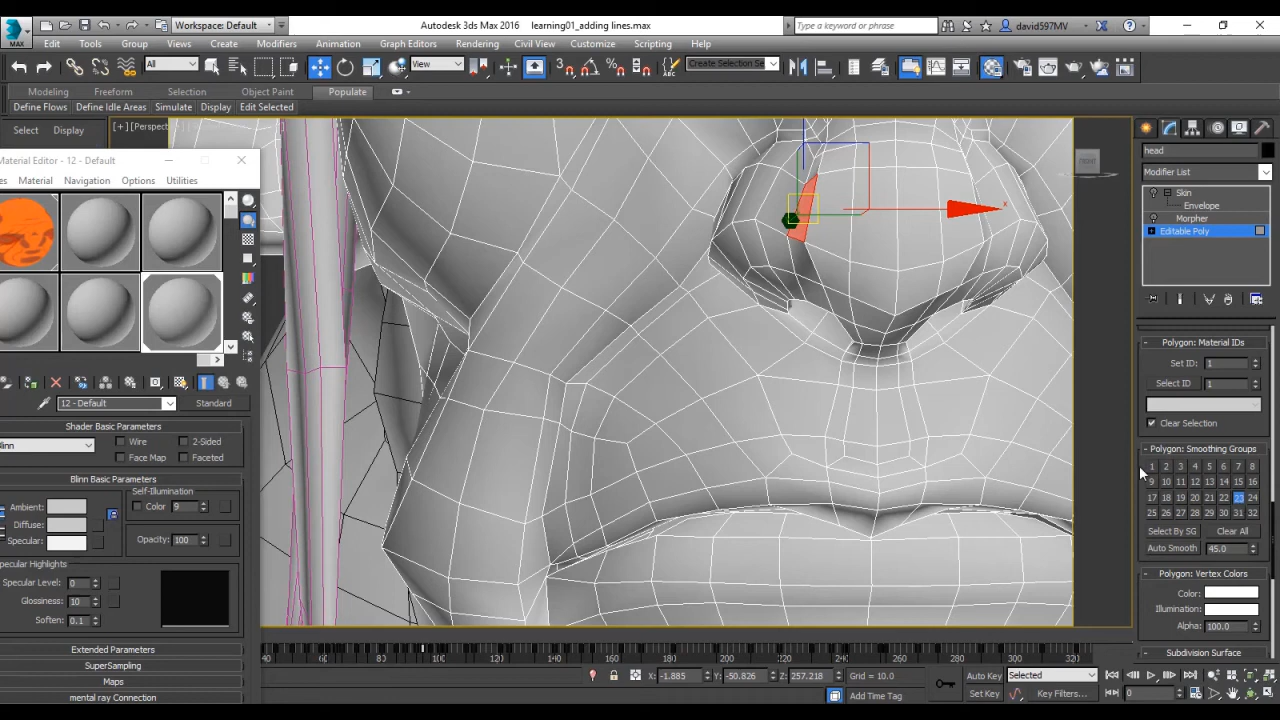 Workspace: Default
Autodesk 3ds Max 2016 learning01_adding lines.max
Type a keyword or phrase
david597MV
MAX
Edit Tools Group Views Create Modifiers Animation Graph Editors Rendering Civil View Customize Scripting Help
All
View
Create Selection Se
Modeling Freeform Selection Object Paint Populate
Define Flows Define Idle Areas Simulate Display Edit Selected
Select Display
[+] [Perspect
Material Editor - 12 - Default
es Material Navigation Options Utilities
12 - Default
Standard
Shader Basic Parameters
linn
Wire 2-Sided
Face Map Faceted
Blinn Basic Parameters
Self-Illumination
Ambient: Color 9
Diffuse:
Specular: Opacity: 100
pecular Highlights
Specular Level: 0
Glossiness: 10
Soften: 0.1
Extended Parameters
SuperSampling
Maps
mental ray Connection
FRONT
x
head
Modifier List
Skin
Envelope
Morpher
Editable Poly
Polygon: Material IDs
Set ID: 1
Select ID 1
Clear Selection
Polygon: Smoothing Groups
1 2 3 4 5 6 7 8
9 10 11 12 13 14 15 16
17 18 19 20 21 22 23 24
25 26 27 28 29 30 31 32
Select By SG Clear All
Auto Smooth 45.0
Polygon: Vertex Colors
Color:
Illumination:
Alpha: 100.0
Subdivision Surface
40 60 80 100 120 140 160 180 200 220 240 260 280 300 320
X: -1.885 Y: -50.826 Z: 257.218 Grid = 10.0
Auto Key Selected
Add Time Tag
Set Key Key Filters... 0